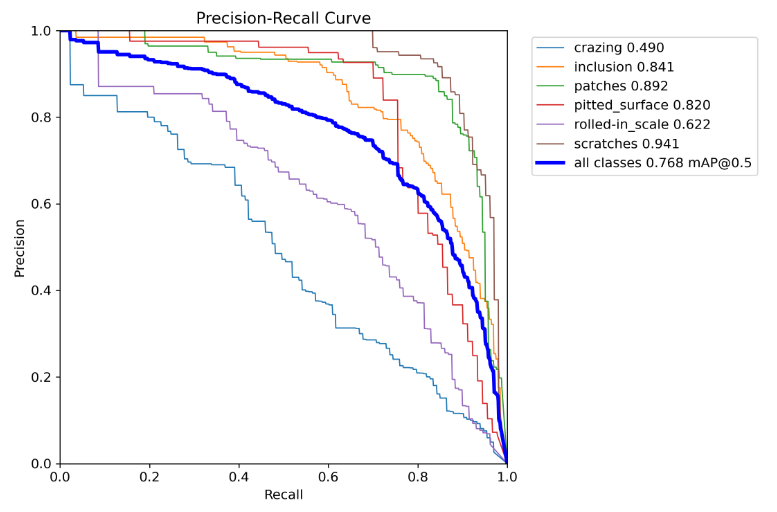 Precision-Recall Curve
1.0
0.8
0.6
0.4
0.2
0.0
Precision
0.0 0.2 0.4 0.6 0.8 1.0
Recall
crazing 0.490
inclusion 0.841
patches 0.892
pitted_surface 0.820
rolled-in_scale 0.622
scratches 0.941
all classes 0.768 mAP@0.5